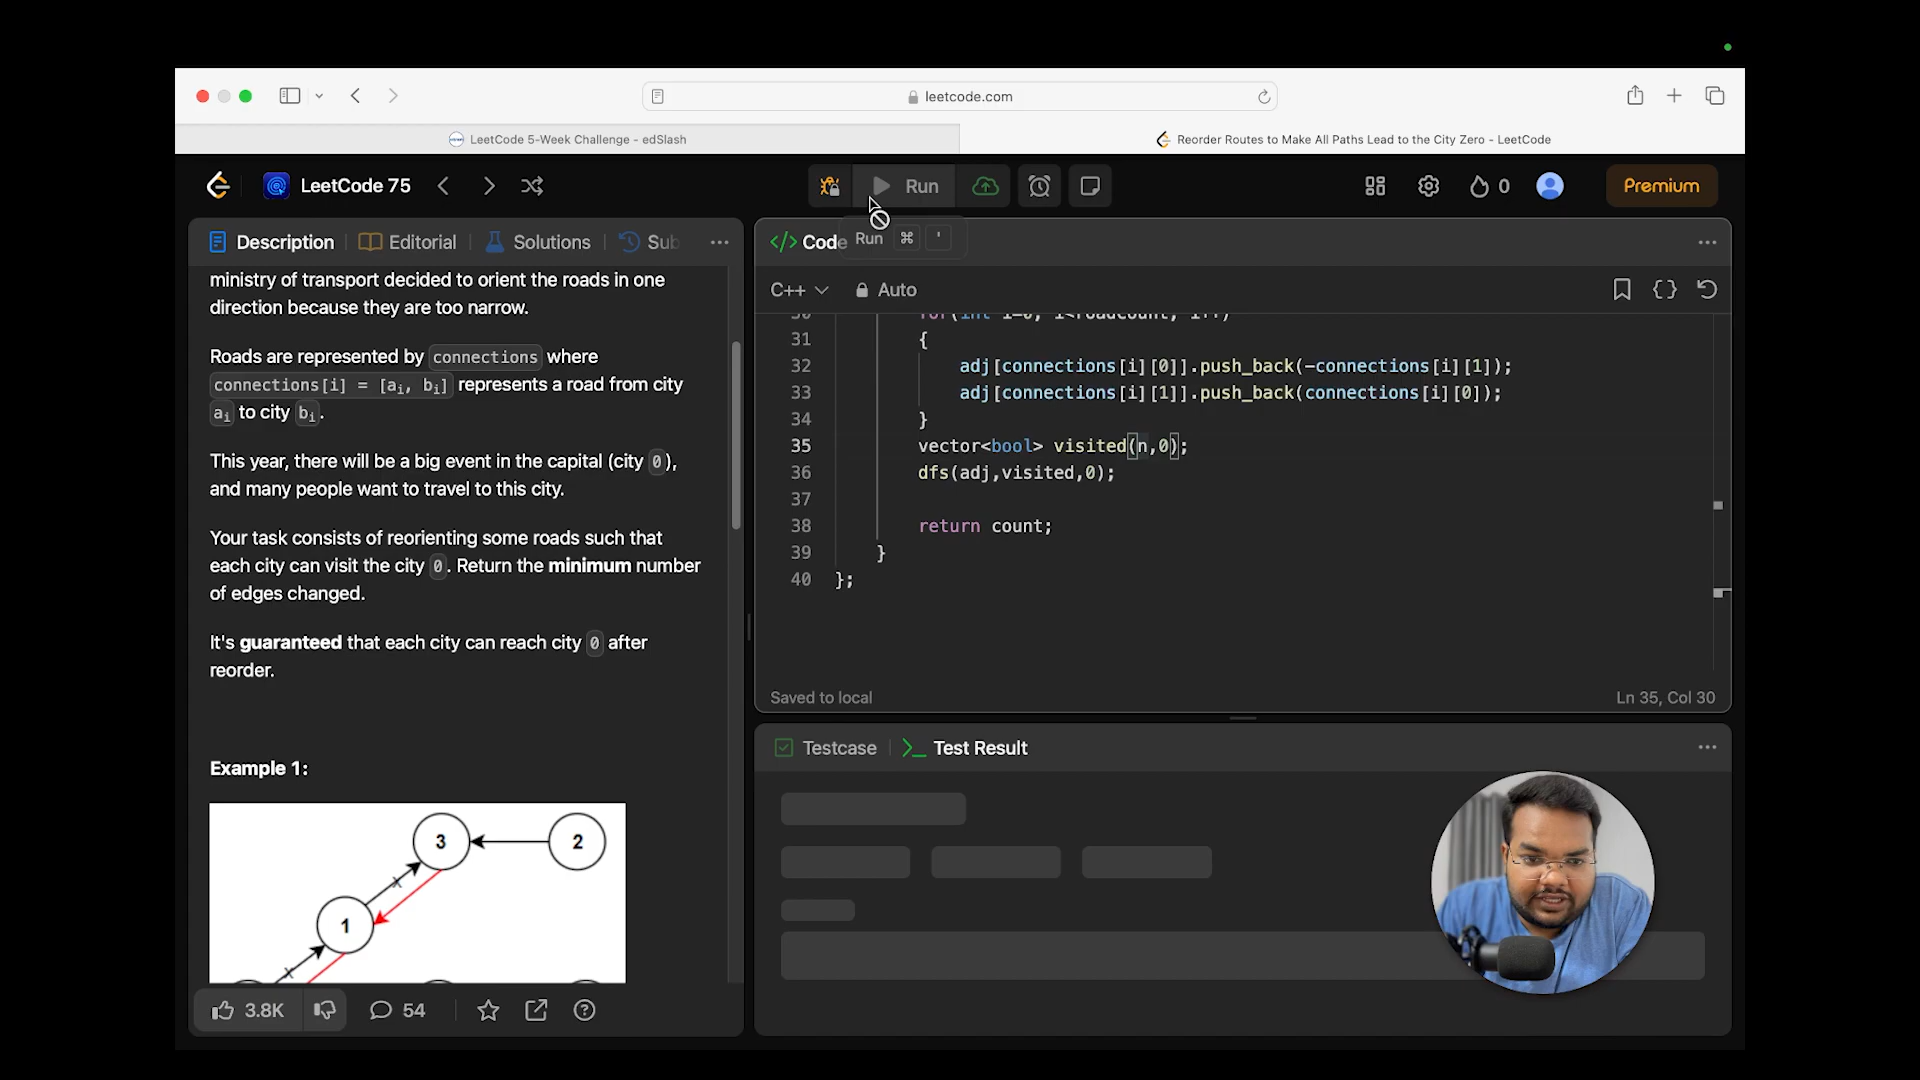 leetcode.com
LeetCode 5-Week Challenge - edSlash
Reorder Routes to Make All Paths Lead to the City Zero - LeetCode
LeetCode 75
Run
0
Premium
Description
Editorial
Solutions
Sub
Code
Run ⌘ '
C++
Auto
ministry of transport decided to orient the roads in one
direction because they are too narrow.
Roads are represented by connections where
connections[i] = [ai, bi] represents a road from city
ai to city bi.
This year, there will be a big event in the capital (city 0),
and many people want to travel to this city.
Your task consists of reorienting some roads such that
each city can visit the city 0. Return the minimum number
of edges changed.
It's guaranteed that each city can reach city 0 after
reorder.
Example 1:
3
2
x
1
x
3.8K
54
30 for(int i=0; i<roadCount; i++)
31 {
32 adj[connections[i][0]].push_back(-connections[i][1]);
33 adj[connections[i][1]].push_back(connections[i][0]);
34 }
35 vector<bool> visited(n,0);
36 dfs(adj,visited,0);
37
38 return count;
39 }
40 };
Saved to local
Ln 35, Col 30
Testcase
>_ Test Result